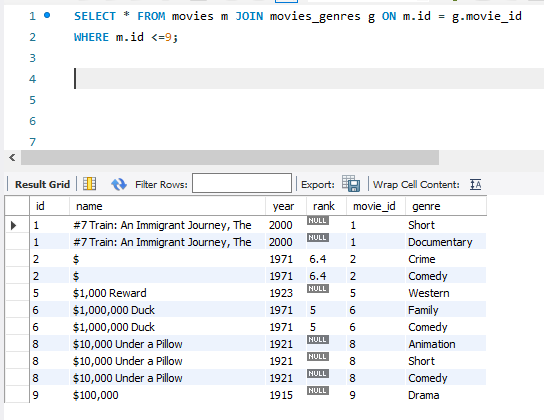 1 SELECT * FROM movies m JOIN movies_genres g ON m.id = g.movie_id
2 WHERE m.id <=9;
3
4
5
6
7
Result Grid Filter Rows: Export: Wrap Cell Content: IA
id name year rank movie_id genre
1 #7 Train: An Immigrant Journey, The 2000 NULL 1 Short
1 #7 Train: An Immigrant Journey, The 2000 NULL 1 Documentary
2 $ 1971 6.4 2 Crime
2 $ 1971 6.4 2 Comedy
5 $1,000 Reward 1923 NULL 5 Western
6 $1,000,000 Duck 1971 5 6 Family
6 $1,000,000 Duck 1971 5 6 Comedy
8 $10,000 Under a Pillow 1921 NULL 8 Animation
8 $10,000 Under a Pillow 1921 NULL 8 Short
8 $10,000 Under a Pillow 1921 NULL 8 Comedy
9 $100,000 1915 NULL 9 Drama